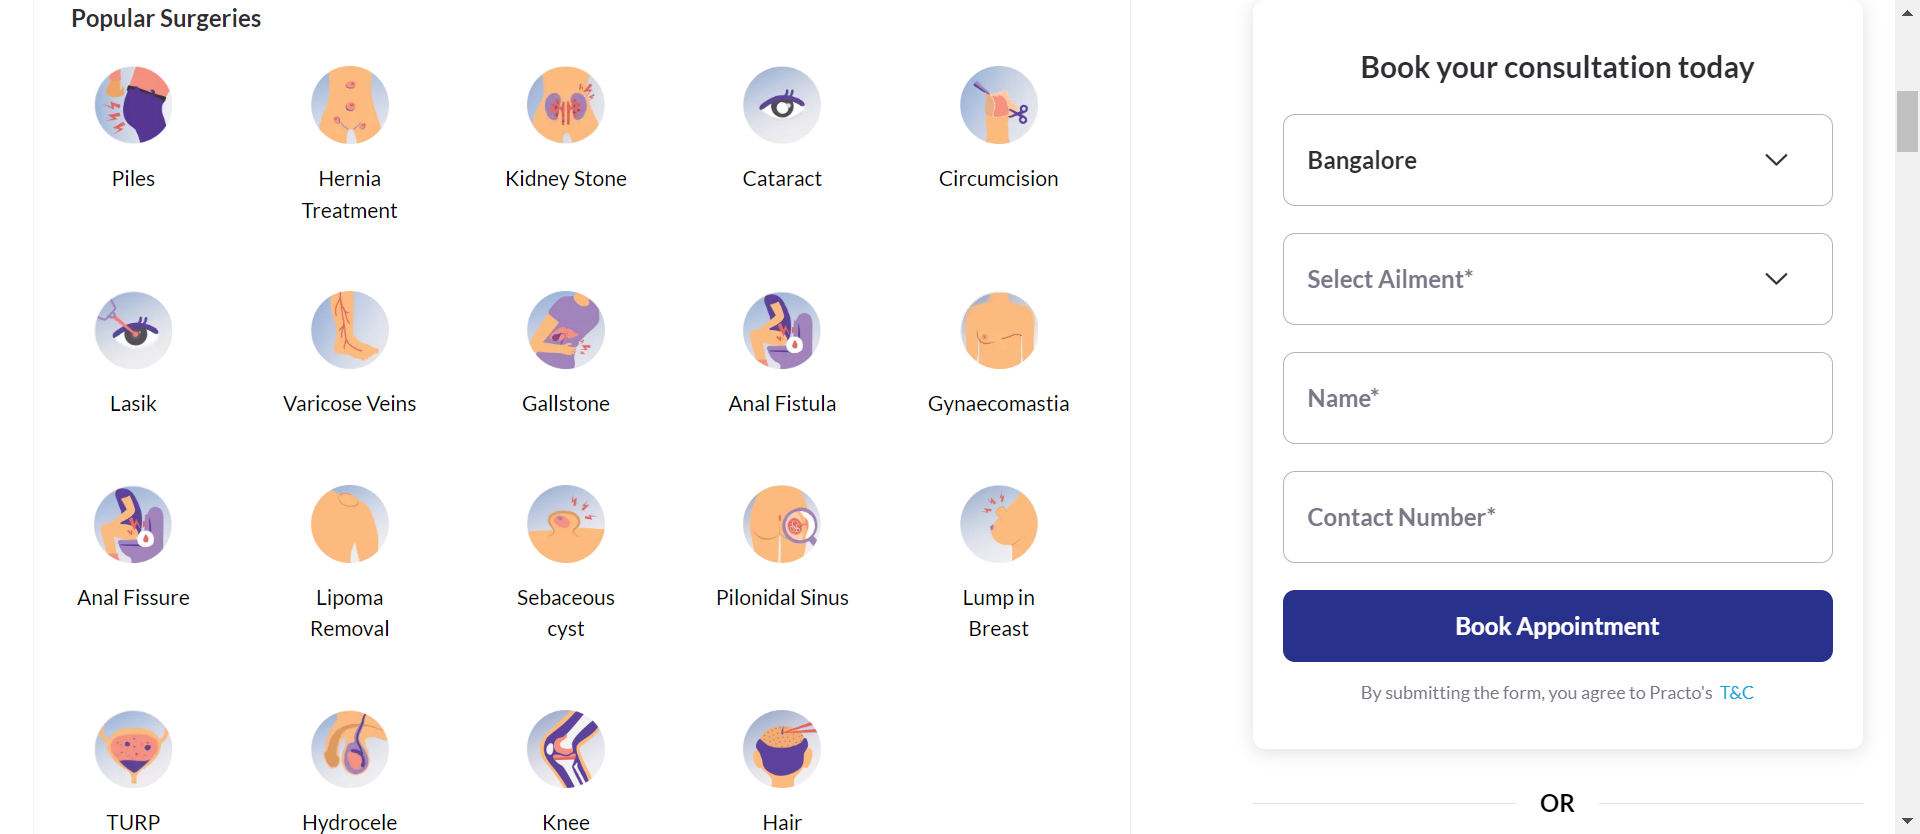 Popular Surgeries
Piles
Hernia
Treatment
Kidney Stone
Cataract
Circumcision
Lasik
Varicose Veins
Gallstone
Anal Fistula
Gynaecomastia
Anal Fissure
Lipoma
Removal
Sebaceous
cyst
Pilonidal Sinus
Lump in
Breast
TURP
Hydrocele
Knee
Hair
Book your consultation today
Bangalore
Select Ailment*
Name*
Contact Number*
Book Appointment
By submitting the form, you agree to Practo's T&C
OR